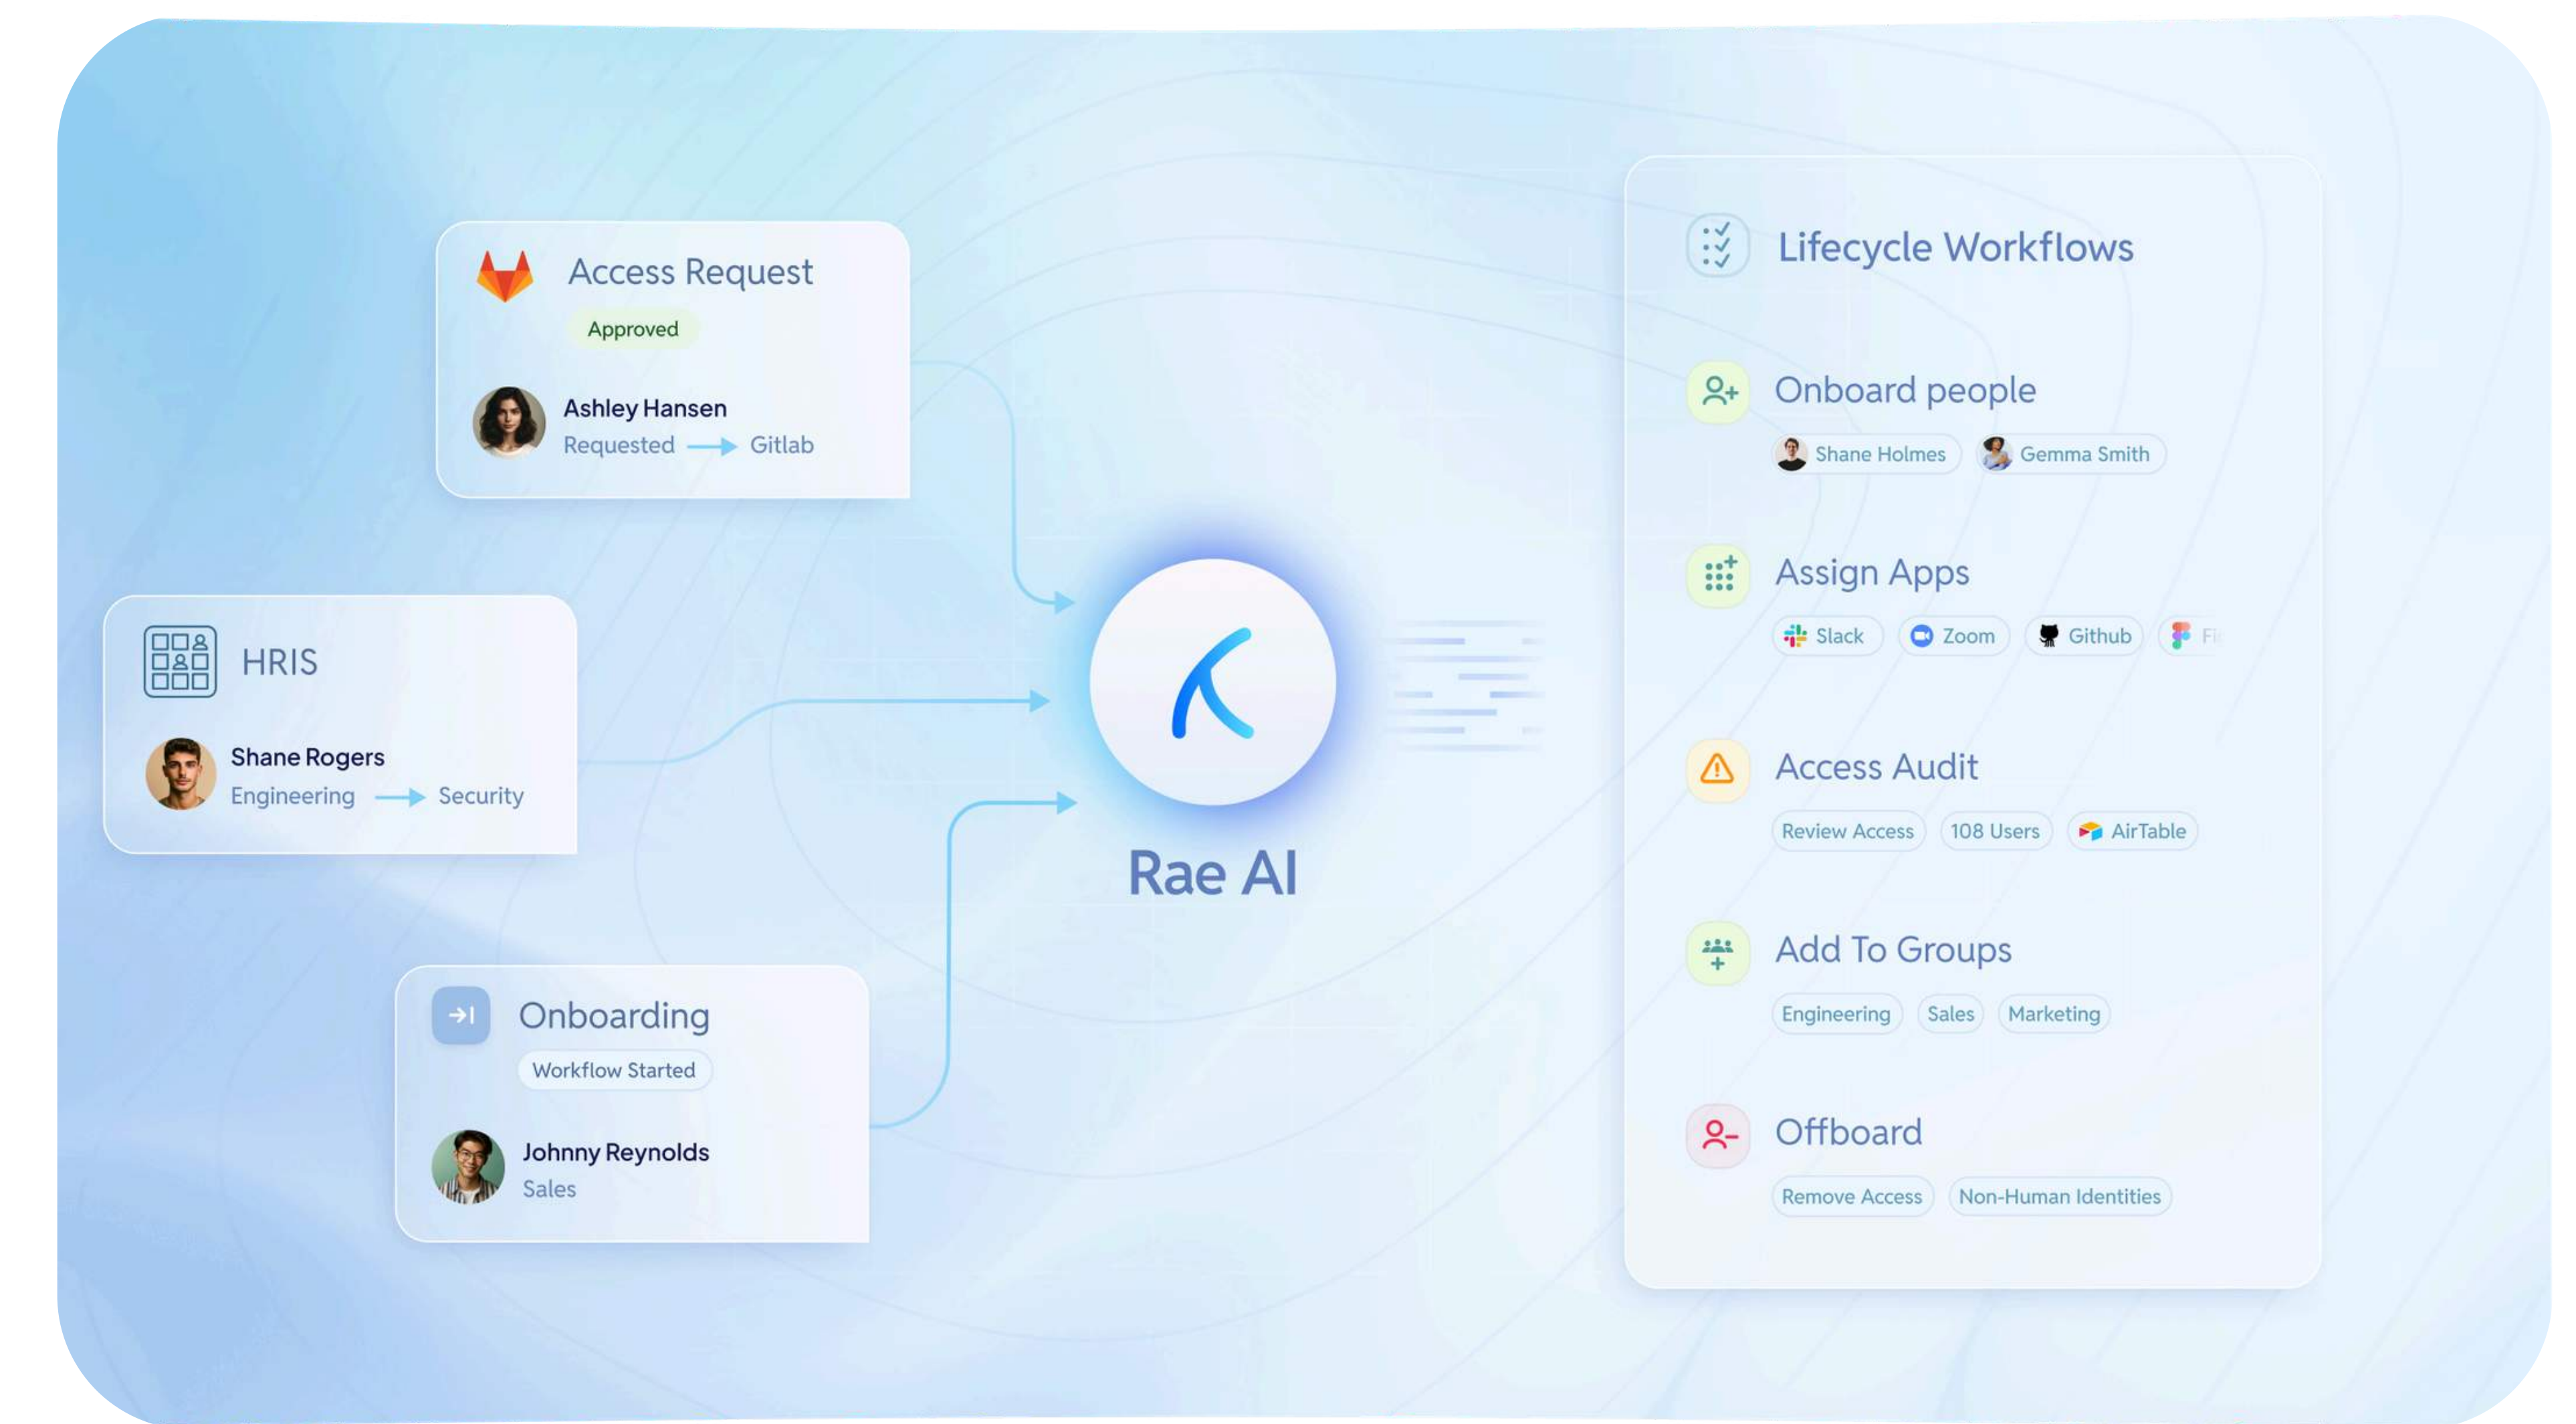 Access Request
Approved
Ashley Hansen
Requested Gitlab
HRIS
Shane Rogers
Engineering Security
Onboarding
Workflow Started
Johnny Reynolds
Sales
Rae AI
Lifecycle Workflows
Onboard people
Shane Holmes Gemma Smith
Assign Apps
Slack Zoom Github
Access Audit
Review Access 108 Users AirTable
Add To Groups
Engineering Sales Marketing
Offboard
Remove Access Non-Human Identities